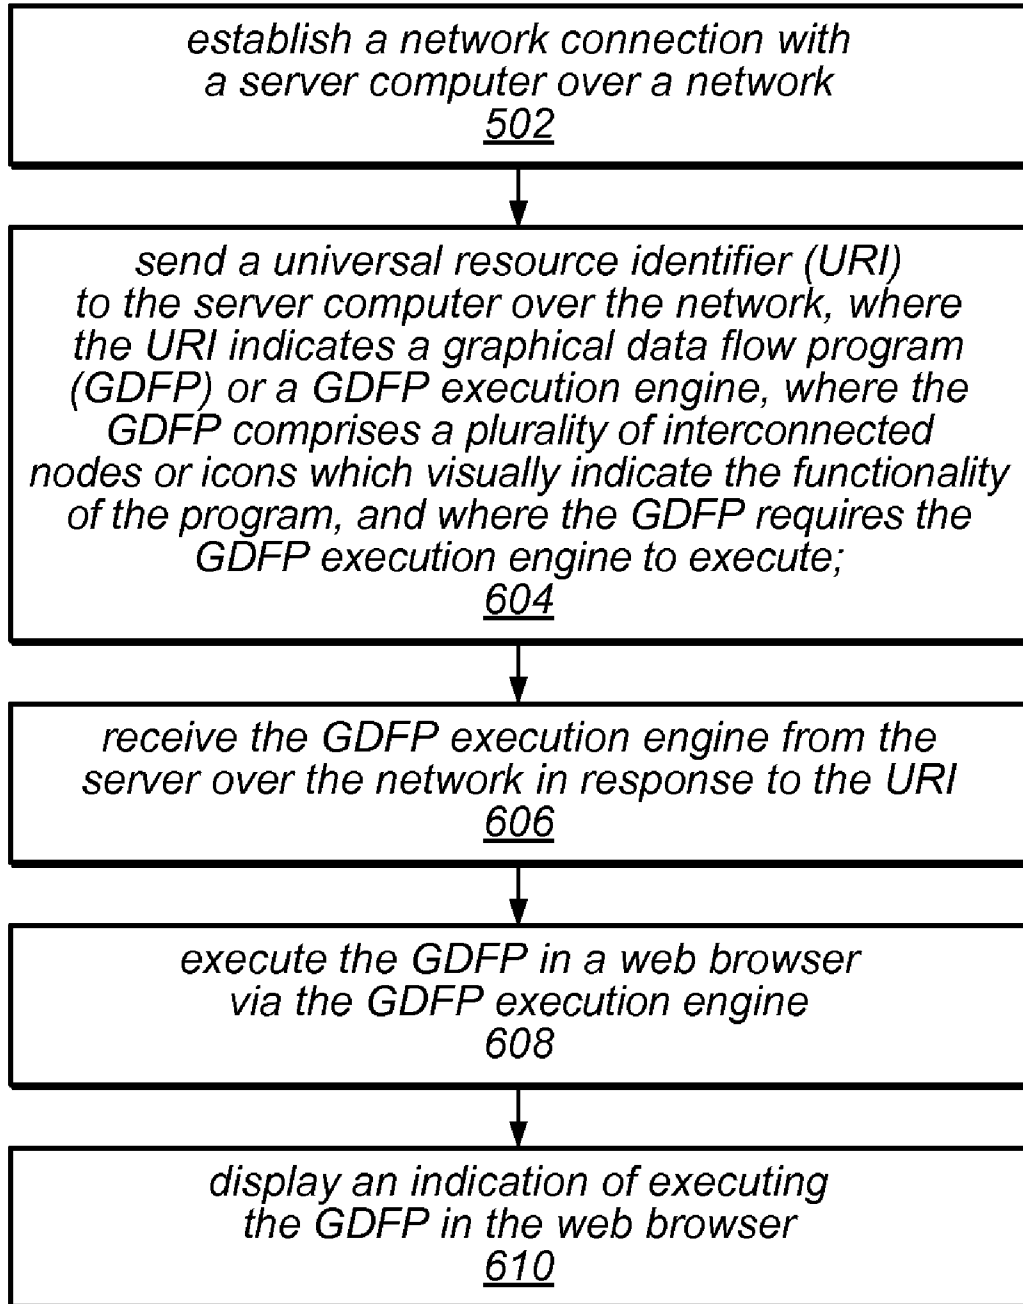 establish a network connection with
a server computer over a network
502
send a universal resource identifier (URI)
to the server computer over the network, where
the URI indicates a graphical data flow program
(GDFP) or a GDFP execution engine, where the
GDFP comprises a plurality of interconnected
nodes or icons which visually indicate the functionality
of the program, and where the GDFP requires the
GDFP execution engine to execute;
604
receive the GDFP execution engine from the
server over the network in response to the URI
606
execute the GDFP in a web browser
via the GDFP execution engine
608
display an indication of executing
the GDFP in the web browser
610